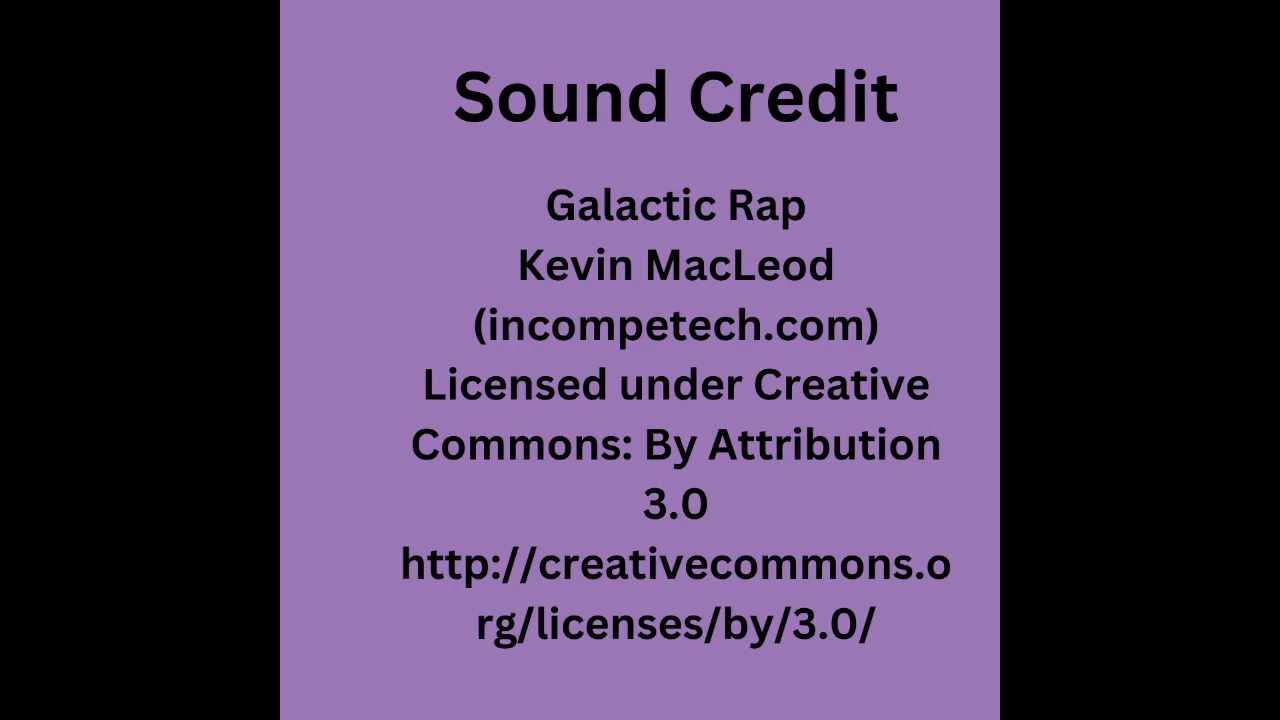 Sound Credit
Galactic Rap
Kevin MacLeod
(incompetech.com)
Licensed under Creative
Commons: By Attribution
3.0
http://creativecommons.o
rg/licenses/by/3.0/